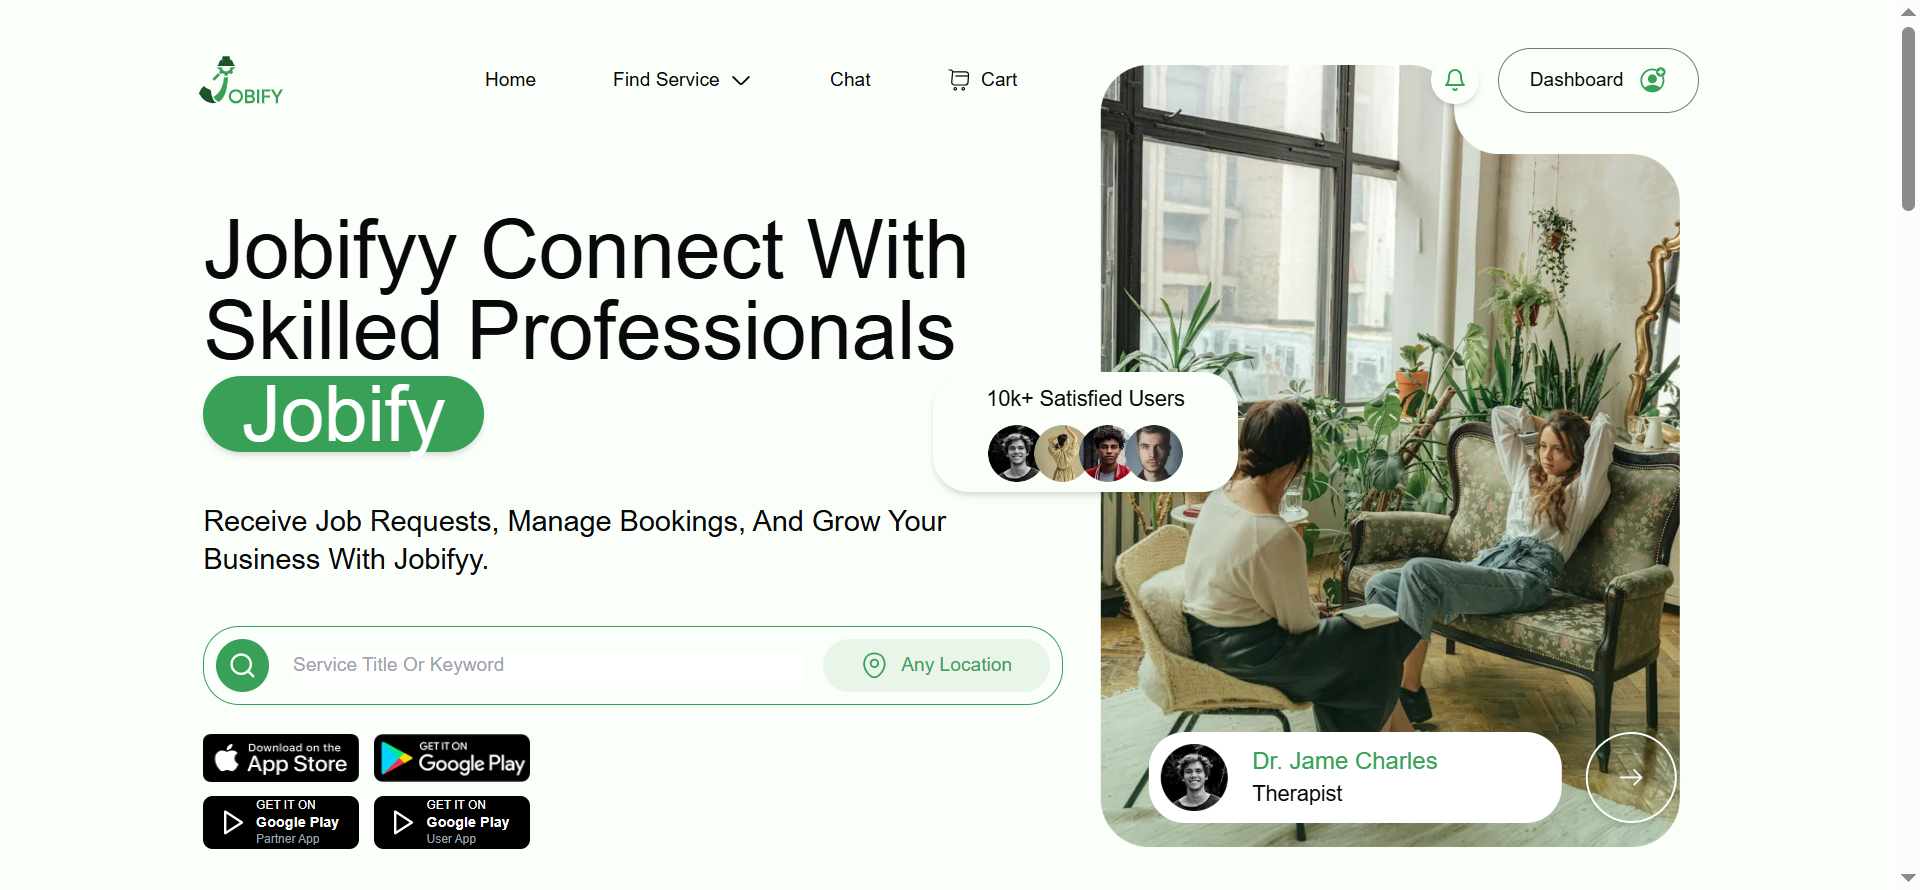 OBIFY
Home
Find Service
Chat
Cart
Dashboard
Jobifyy Connect With
Skilled Professionals
Jobify
10k+ Satisfied Users
Receive Job Requests, Manage Bookings, And Grow Your
Business With Jobifyy.
Service Title Or Keyword
Any Location
Download on the
App Store
GET IT ON
Google Play
GET IT ON
Google Play
Partner App
GET IT ON
Google Play
User App
Dr. Jame Charles
Therapist